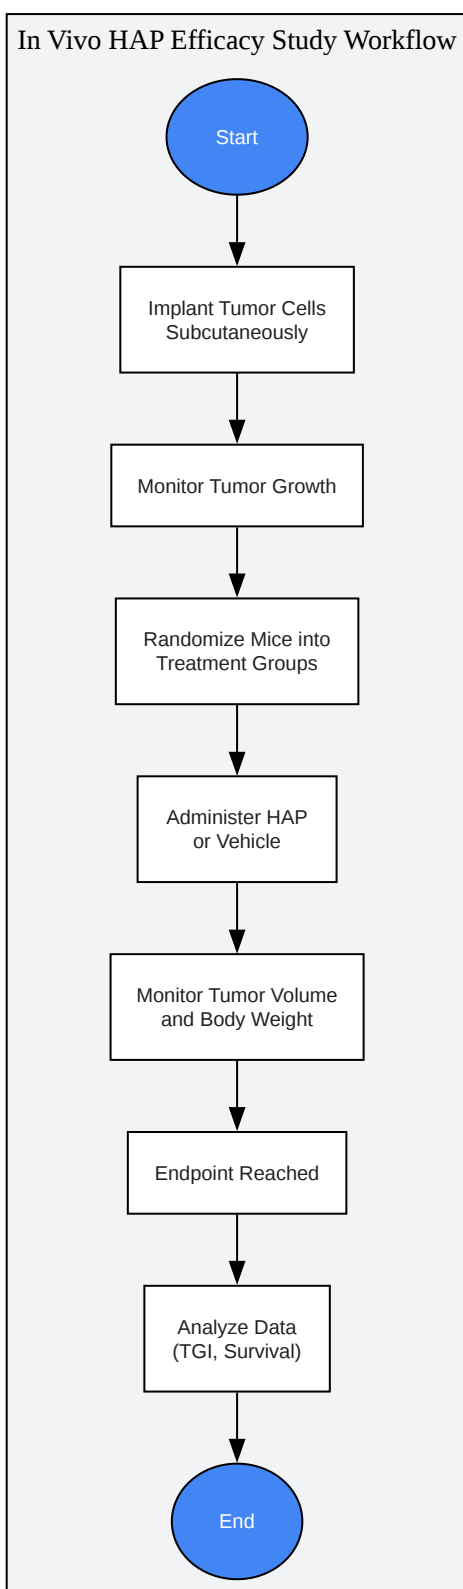 In Vivo HAP Efficacy Study Workflow
Start
Implant Tumor Cells
Subcutaneously
Monitor Tumor Growth
Randomize Mice into
Treatment Groups
Administer HAP
or Vehicle
Monitor Tumor Volume
and Body Weight
Endpoint Reached
Analyze Data
(TGI, Survival)
End